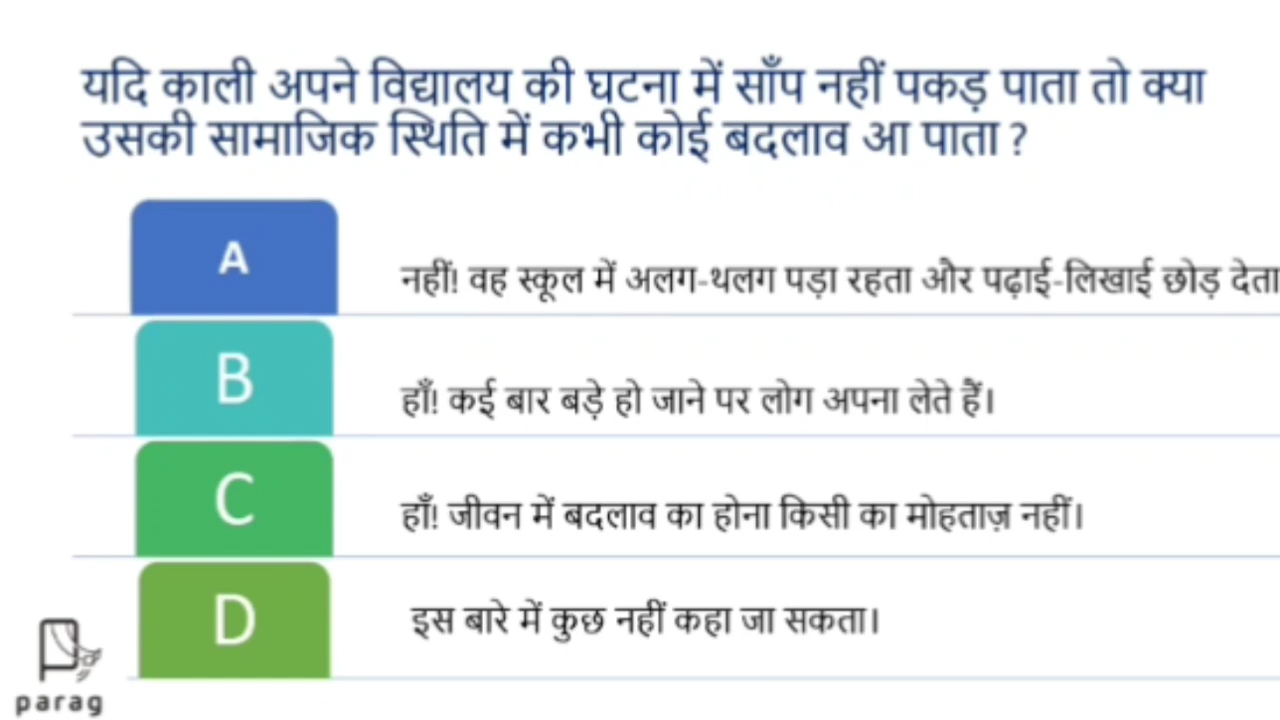 यदि काली अपने विद्यालय की घटना में साँप नहीं पकड़ पाता तो क्या
उसकी सामाजिक स्थिति में कभी कोई बदलाव आ पाता ?
A
नहीं! वह स्कूल में अलग-थलग पड़ा रहता और पढ़ाई-लिखाई छोड़ देता
B
हाँ! कई बार बड़े हो जाने पर लोग अपना लेते हैं।
C
हाँ! जीवन में बदलाव का होना किसी का मोहताज़ नहीं।
D
इस बारे में कुछ नहीं कहा जा सकता।
parag